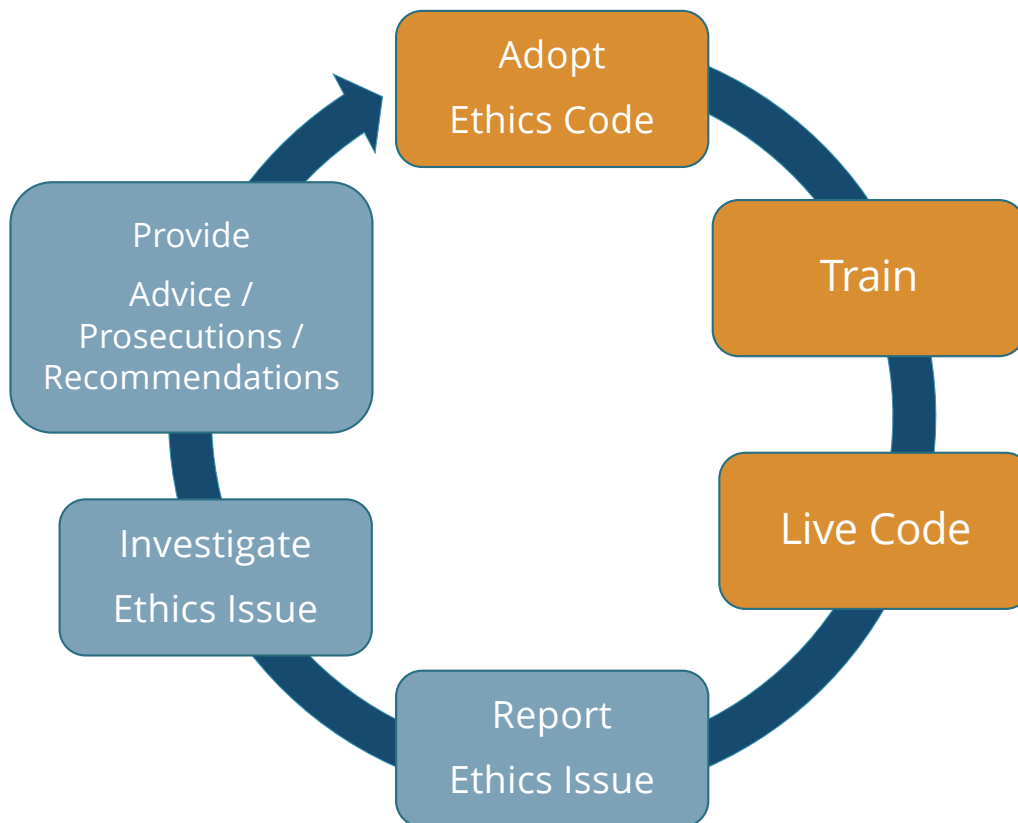 Adopt
Ethics Code
Train
Live Code
Report
Ethics Issue
Investigate
Ethics Issue
Provide
Advice /
Prosecutions /
Recommendations